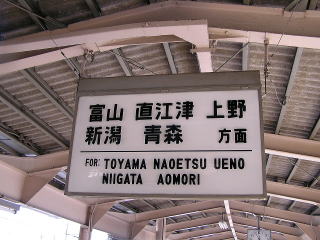 富山 直江津 上野
新潟 青森 方面
FOR: TOYAMA NAOETSU UENO
NIIGATA AOMORI